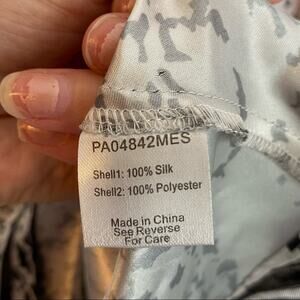 PA04842MES
Shell1: 100% Silk
Shell2: 100% Polyester
Made in China
See Reverse
For Care